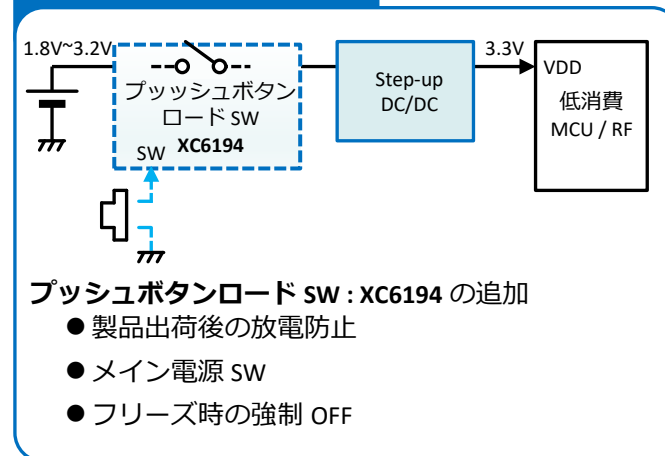 1.8V~3.2V
3.3V
プッッシュボタン
ロード SW
XC6194
SW
Step-up
DC/DC
VDD
低消費
MCU / RF
プッシュボタンロード SW : XC6194 の追加
● 製品出荷後の放電防止
● メイン電源 SW
● フリーズ時の強制 OFF